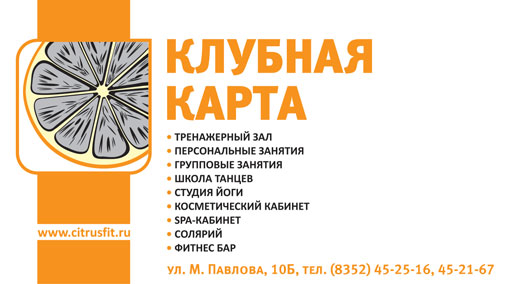 КЛУБНАЯ
КАРТА
• ТРЕНАЖЕРНЫЙ ЗАЛ
• ПЕРСОНАЛЬНЫЕ ЗАНЯТИЯ
• ГРУППОВЫЕ ЗАНЯТИЯ
• ШКОЛА ТАНЦЕВ
• СТУДИЯ ЙОГИ
• КОСМЕТИЧЕСКИЙ КАБИНЕТ
• SPA-КАБИНЕТ
• СОЛЯРИЙ
• ФИТНЕС БАР
www.citrusfit.ru
ул. М. Павлова, 10Б, тел. (8352) 45-25-16, 45-21-67